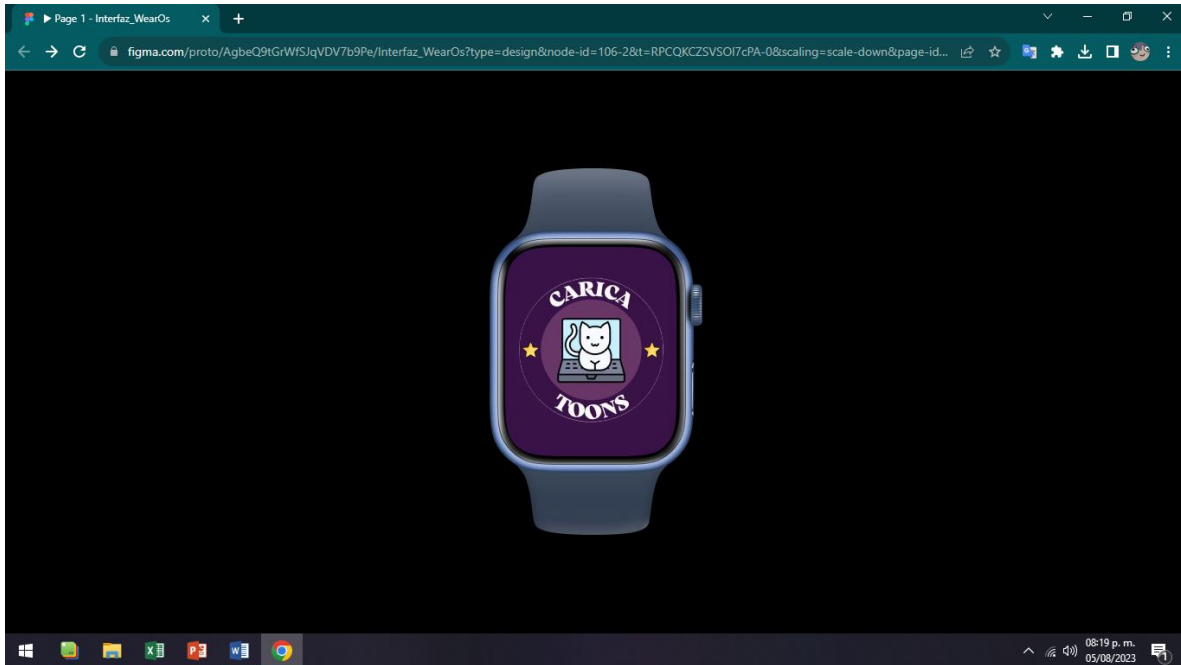 Page 1 - Interfaz_WearOs
figma.com/proto/AgbeQ9tGrWfSJqVDV7b9Pe/Interfaz_WearOs?type=design&node-id=106-2&t=RPCQKCZSVSOI7cPA-0&scaling=scale-down&page-id...
CARICA
TOONS
08:19 p. m.
05/08/2023
1